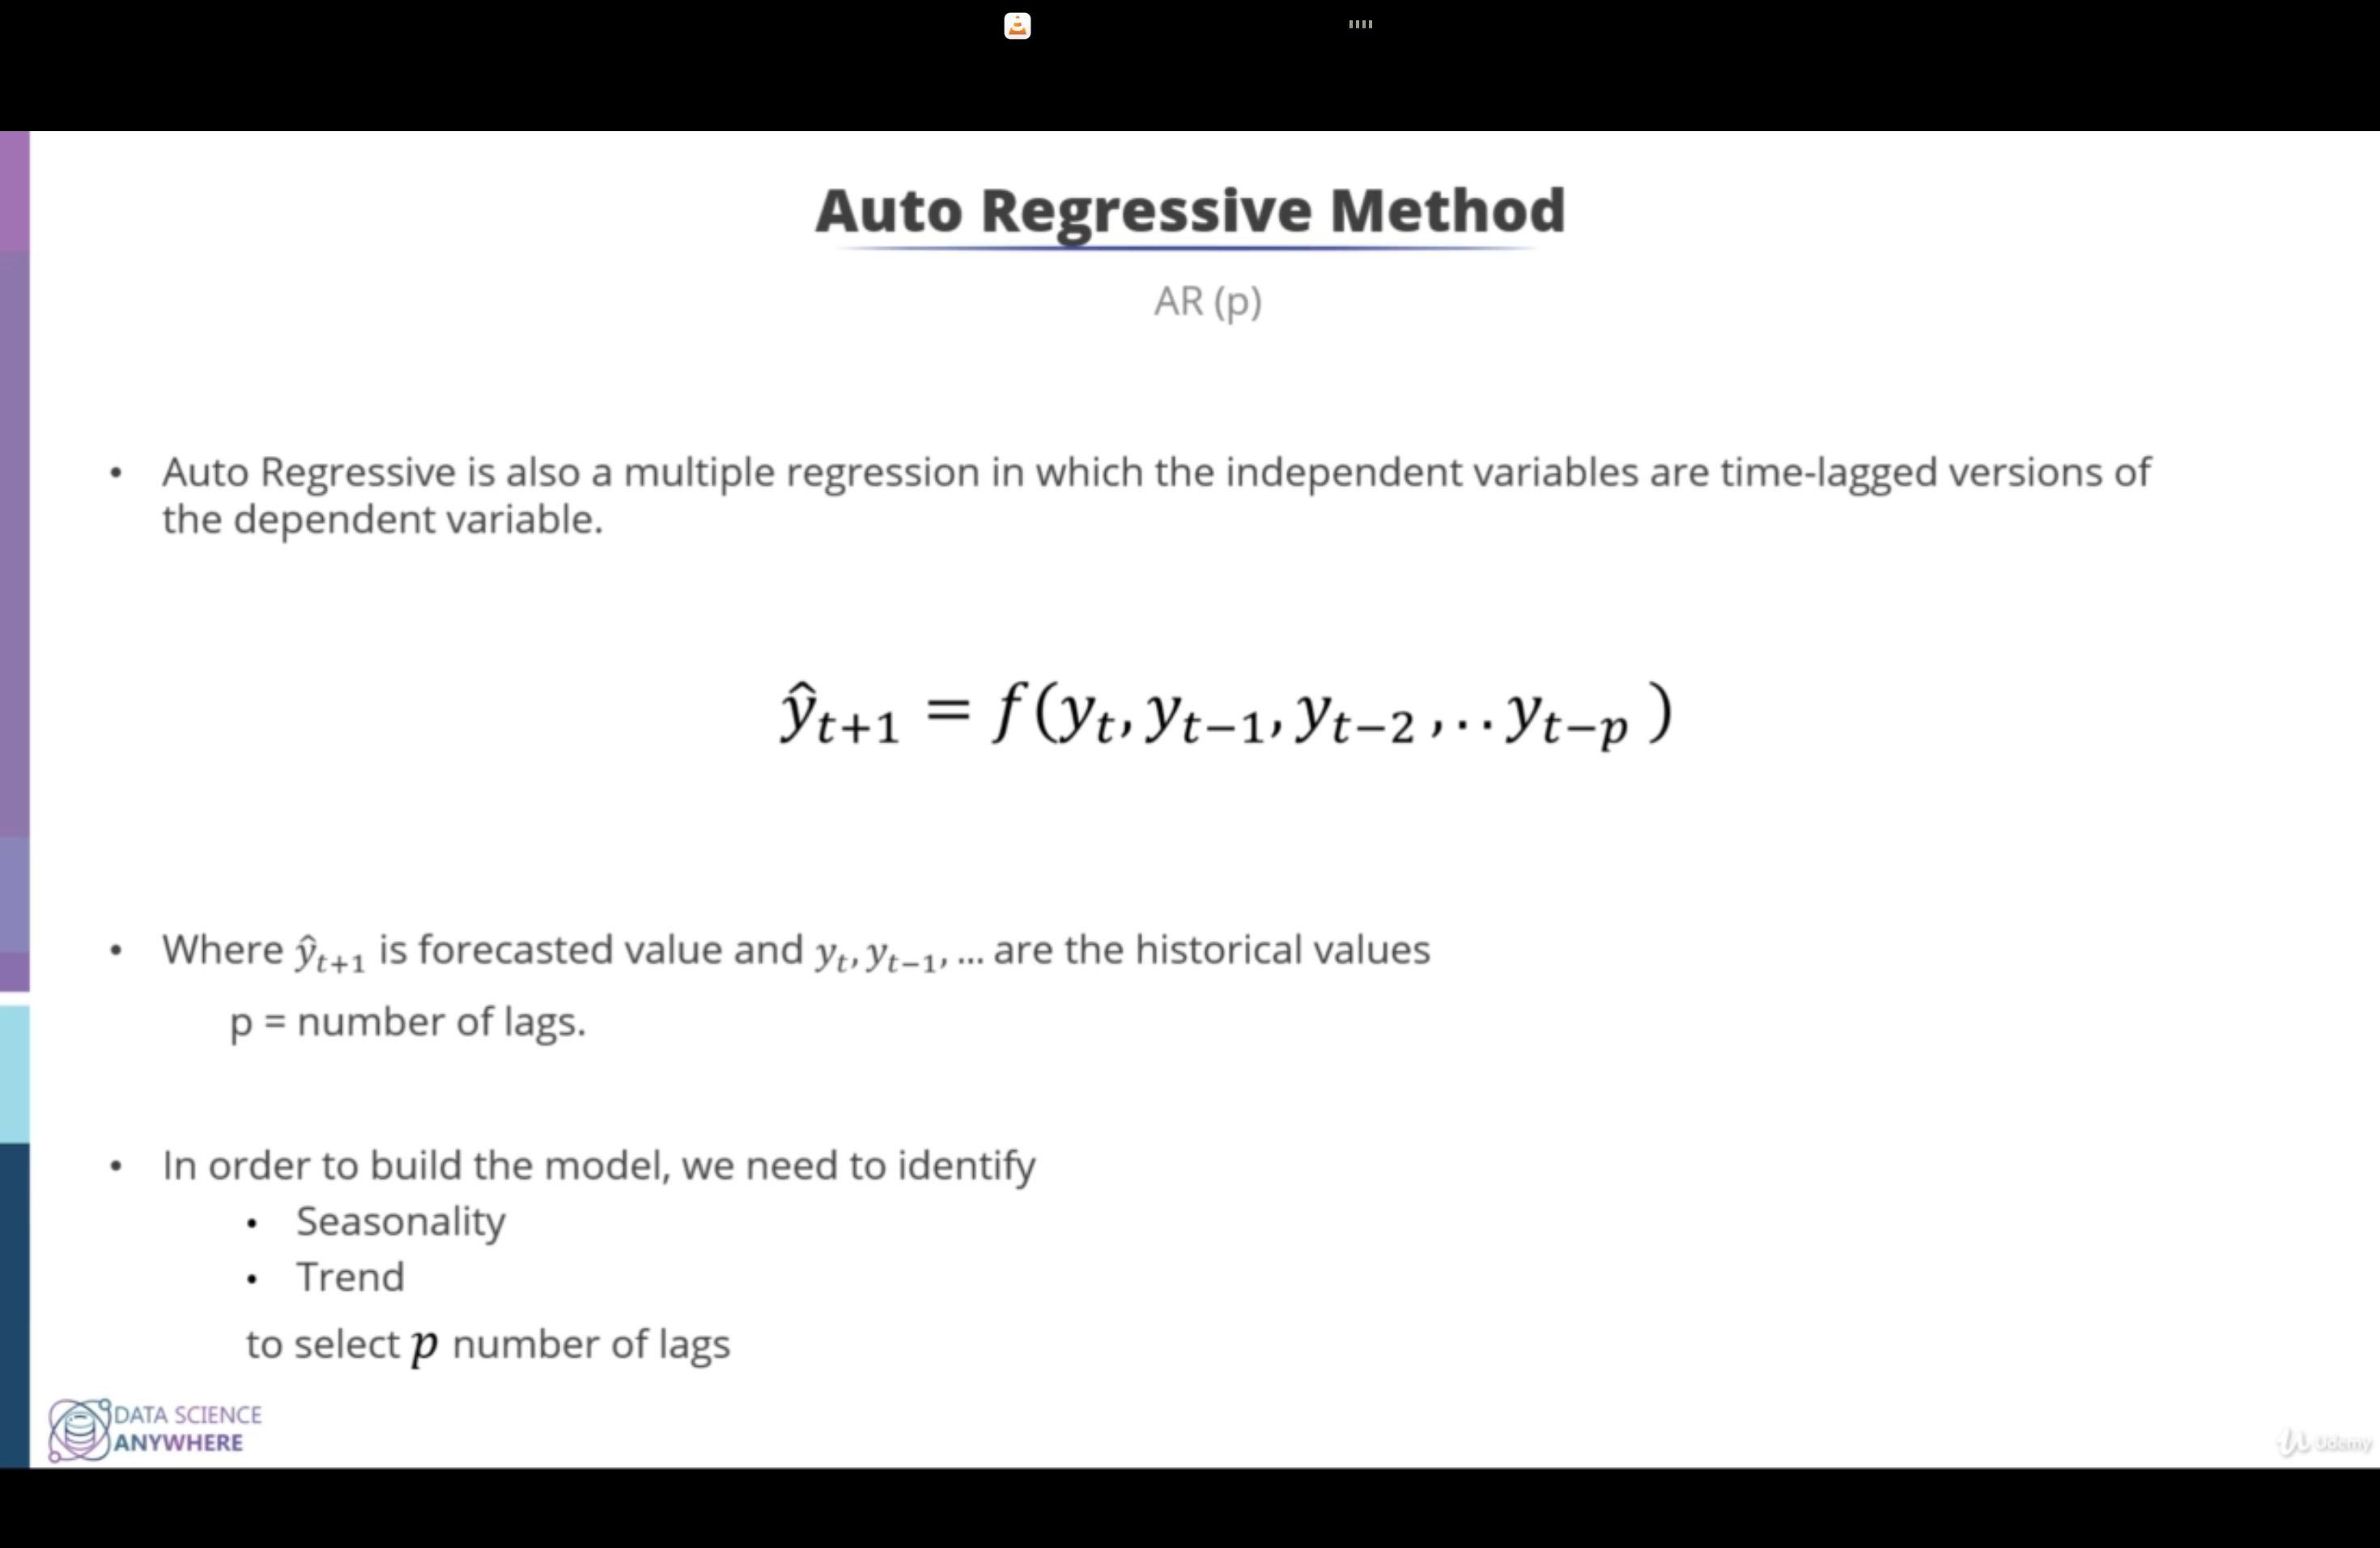 Auto Regressive Method
AR (p)
• Auto Regressive is also a multiple regression in which the independent variables are time-lagged versions of
the dependent variable.
ŷₜ₊₁ = f(yₜ, yₜ₋₁, yₜ₋₂ , . . yₜ₋ₚ )
• Where ŷₜ₊₁ is forecasted value and yₜ, yₜ₋₁, ... are the historical values
p = number of lags.
• In order to build the model, we need to identify
• Seasonality
• Trend
to select p number of lags
DATA SCIENCE
ANYWHERE
Udemy